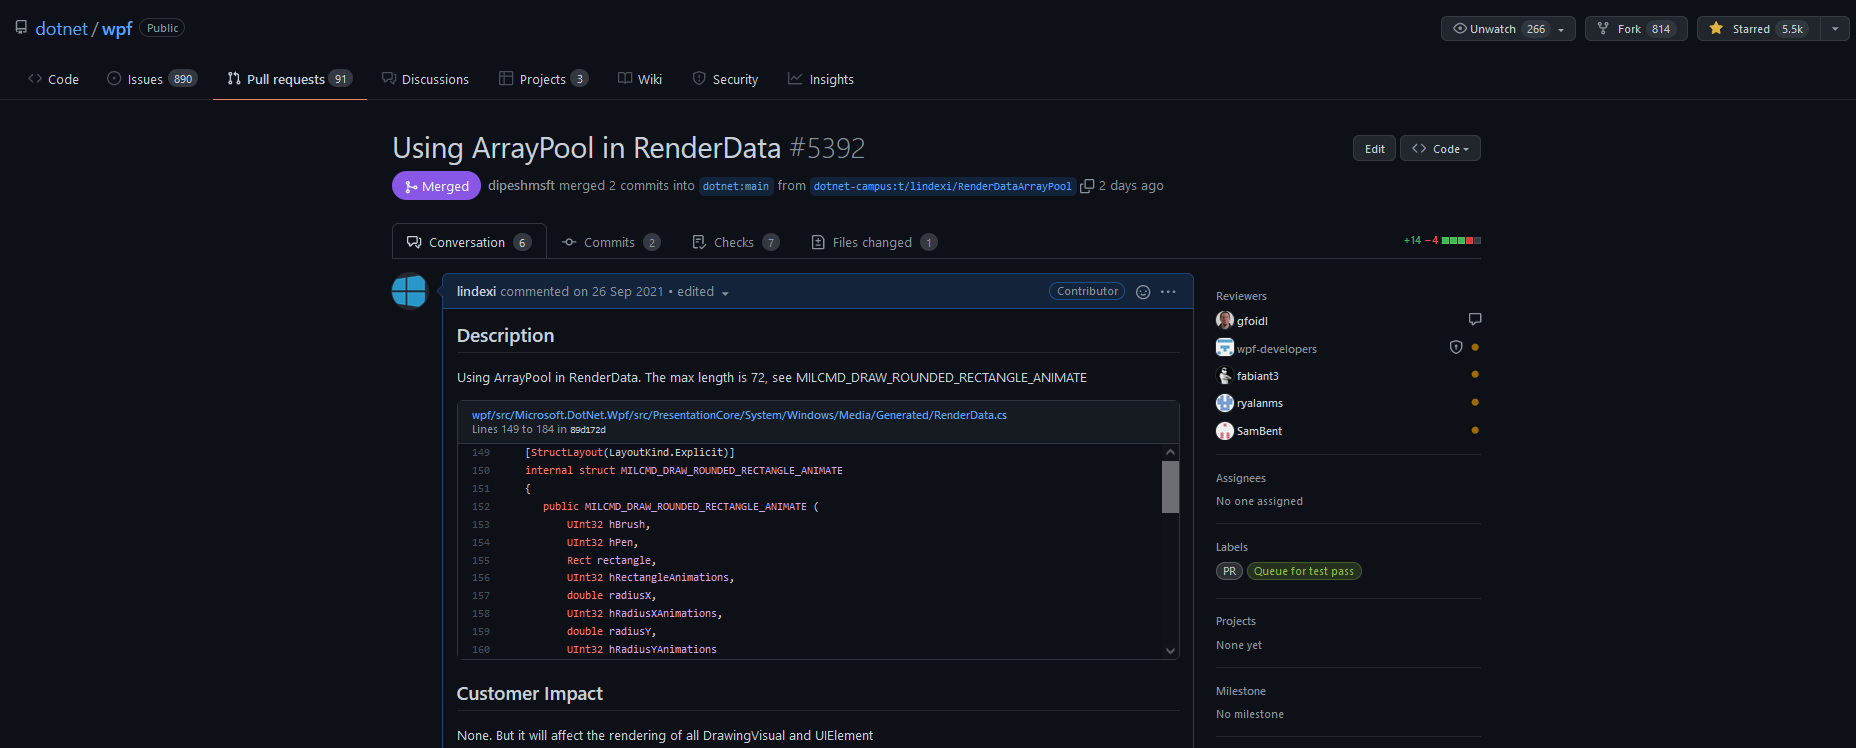 dotnet / wpf Public
Unwatch 266 Fork 814 Starred 5.5k
Code Issues 890 Pull requests 91 Discussions Projects 3 Wiki Security Insights
Using ArrayPool in RenderData #5392
Edit Code
Merged dipeshmsft merged 2 commits into dotnet:main from dotnet-campus:t/lindexi/RenderDataArrayPool 2 days ago
Conversation 6 Commits 2 Checks 7 Files changed 1
+14 −4
lindexi commented on 26 Sep 2021 • edited
Contributor
Description
Using ArrayPool in RenderData. The max length is 72, see MILCMD_DRAW_ROUNDED_RECTANGLE_ANIMATE
wpf/src/Microsoft.DotNet.Wpf/src/PresentationCore/System/Windows/Media/Generated/RenderData.cs
Lines 149 to 184 in 89d172d
149 [StructLayout(LayoutKind.Explicit)]
150 internal struct MILCMD_DRAW_ROUNDED_RECTANGLE_ANIMATE
151 {
152 public MILCMD_DRAW_ROUNDED_RECTANGLE_ANIMATE (
153 UInt32 hBrush,
154 UInt32 hPen,
155 Rect rectangle,
156 UInt32 hRectangleAnimations,
157 double radiusX,
158 UInt32 hRadiusXAnimations,
159 double radiusY,
160 UInt32 hRadiusYAnimations
Customer Impact
None. But it will affect the rendering of all DrawingVisual and UIElement
Reviewers
gfoidl
wpf-developers
fabiant3
ryalanms
SamBent
Assignees
No one assigned
Labels
PR Queue for test pass
Projects
None yet
Milestone
No milestone